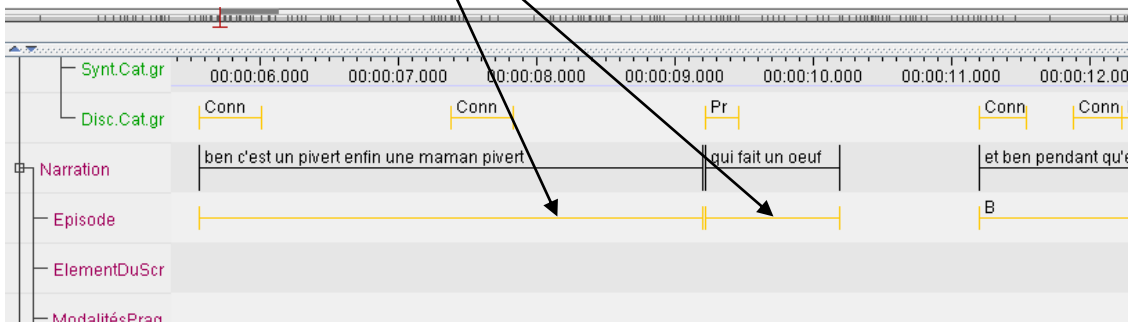 Synt.Cat.gr
00:00:06.000 00:00:07.000 00:00:08.000 00:00:09.000 00:00:10.000 00:00:11.000 00:00:12.00
Disc.Cat.gr
Conn Conn Pr Conn Conn
Narration
ben c'est un pivert enfin une maman pivert qui fait un oeuf et ben pendant qu'e
Episode
B
ElementDuScr
ModalitésPrag